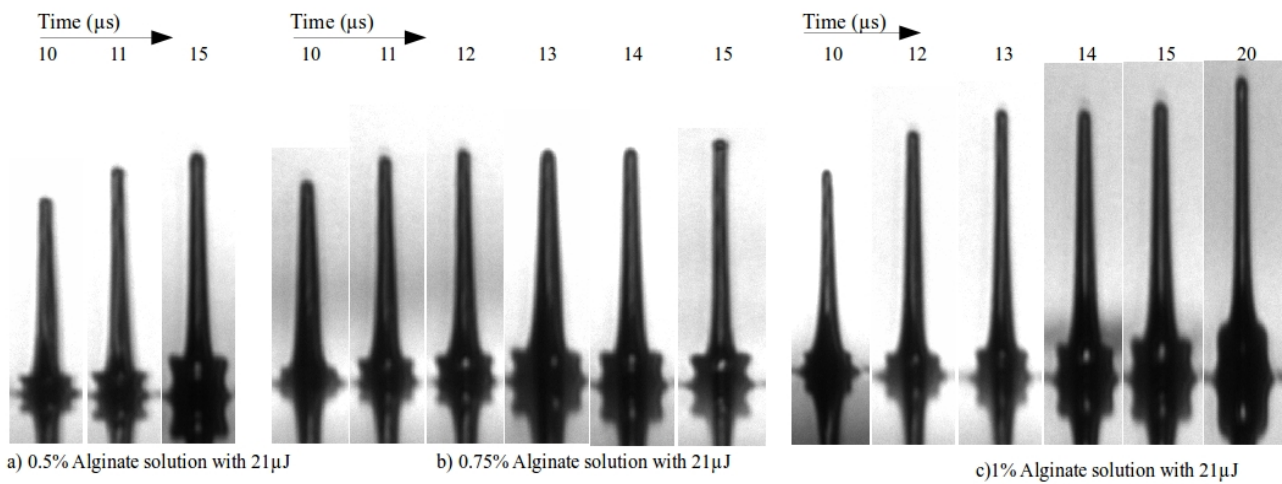 Time (µs)
10 11 15
Time (µs)
10 11 12 13 14 15
Time (µs)
10 12 13 14 15 20
a) 0.5% Alginate solution with 21µJ
b) 0.75% Alginate solution with 21µJ
c)1% Alginate solution with 21µJ